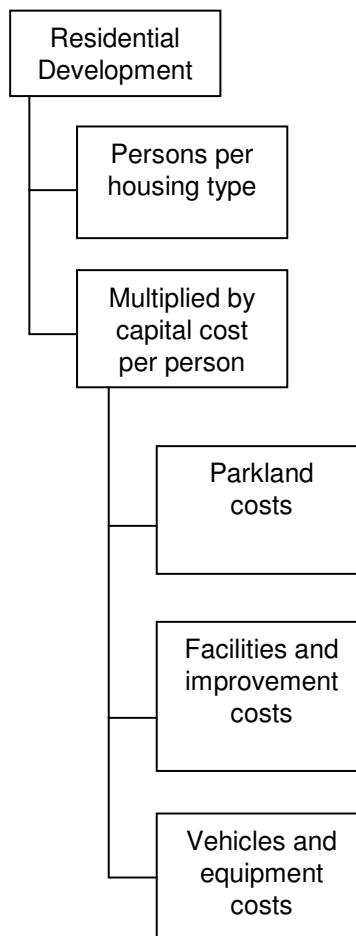 Residential
Development
Persons per
housing type
Multiplied by
capital cost
per person
Parkland
costs
Facilities and
improvement
costs
Vehicles and
equipment
costs